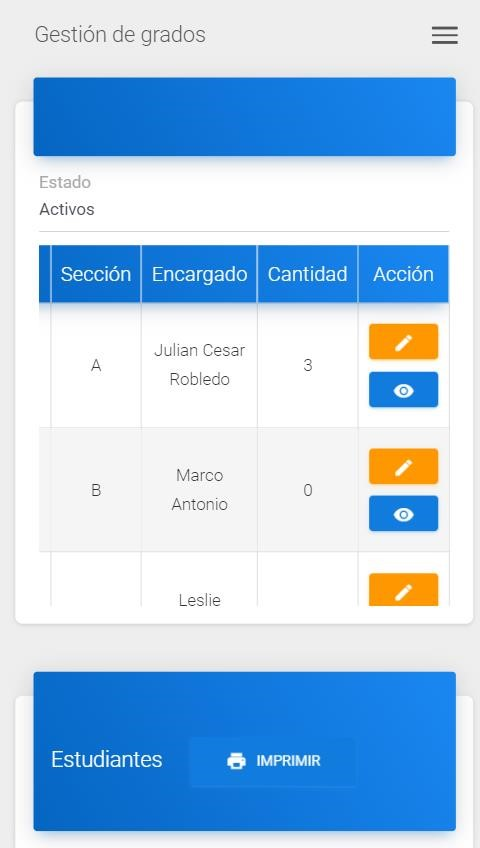 Gestión de grados
Estado
Activos
Sección Encargado Cantidad Acción
A Julian Cesar Robledo 3
B Marco Antonio 0
Leslie
Estudiantes IMPRIMIR